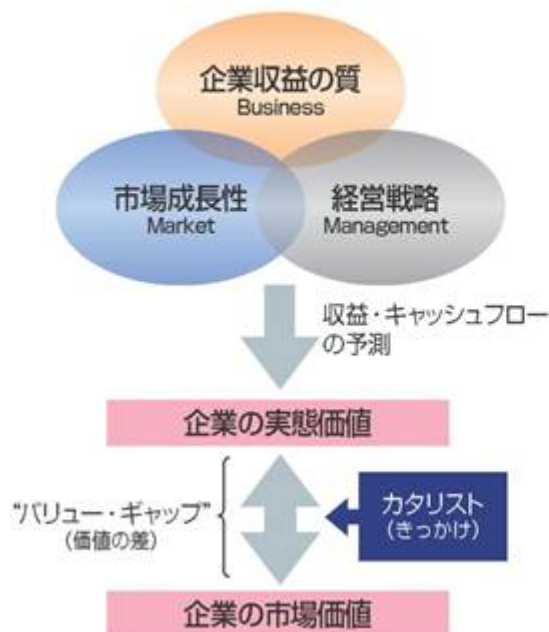 企業収益の質
Business
市場成長性
Market
経営戦略
Management
収益・キャッシュフロー
の予測
企業の実態価値
“バリュー・ギャップ”
(価値の差)
カタリスト
(きっかけ)
企業の市場価値